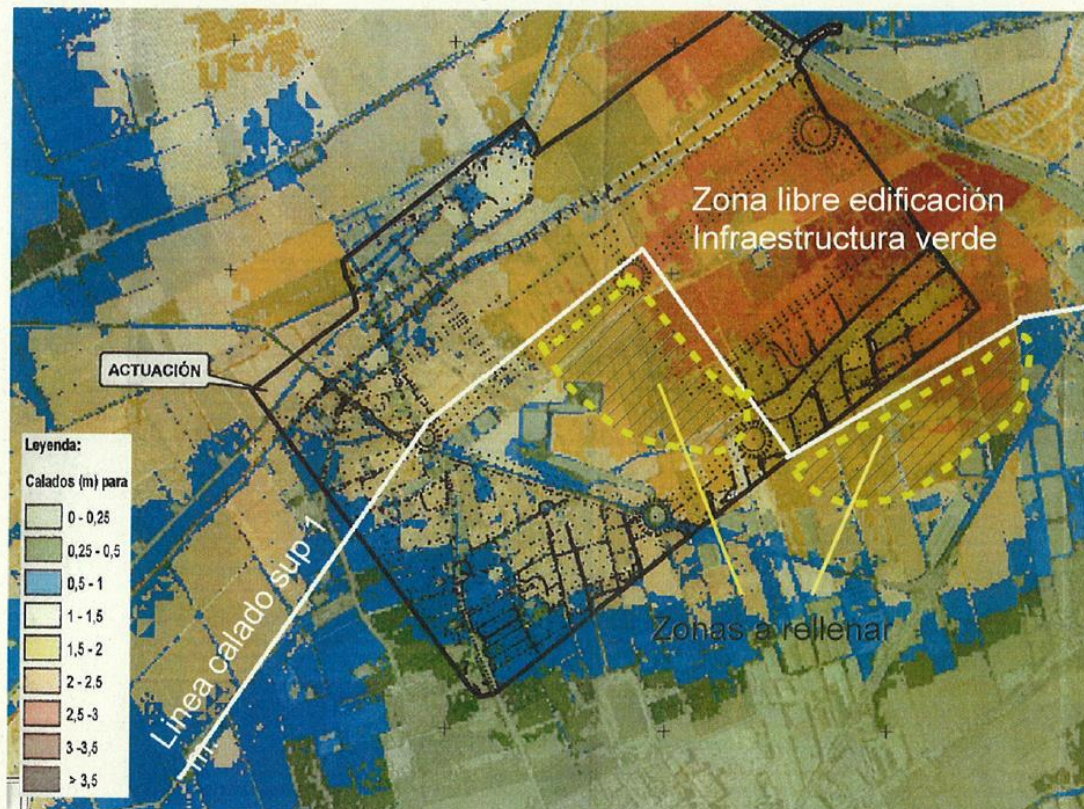 Zona libre edificación
Infraestructura verde
ACTUACIÓN
Leyenda:
Calados (m) para
0 - 0,25
0,25 - 0,5
0,5 - 1
1 - 1,5
1,5 - 2
2 - 2,5
2,5 -3
3 -3,5
> 3,5
Linea calado sup 1
m.
Zonas a rellenar